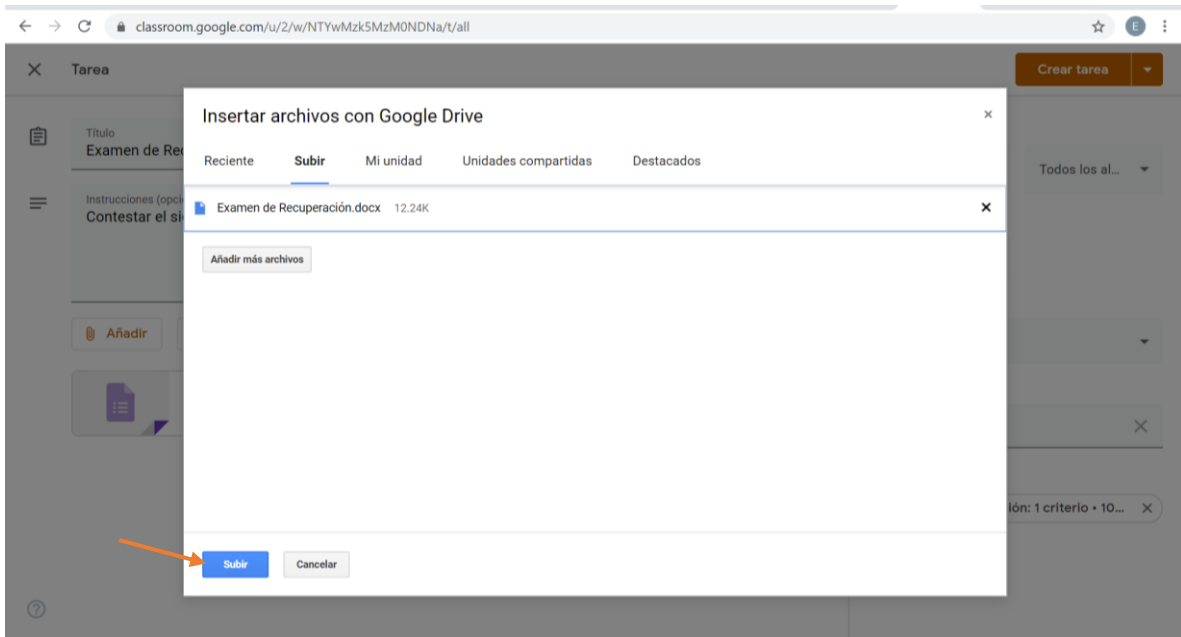 classroom.google.com/u/2/w/NTYwMzk5MzM0NDNa/t/all
E
Tarea
Crear tarea
Insertar archivos con Google Drive
Título
Examen de Rec
Reciente
Subir
Mi unidad
Unidades compartidas
Destacados
Todos los al...
Instrucciones (opci
Contestar el si
Examen de Recuperación.docx 12.24K
Añadir más archivos
Añadir
ión: 1 criterio • 10...
Subir
Cancelar